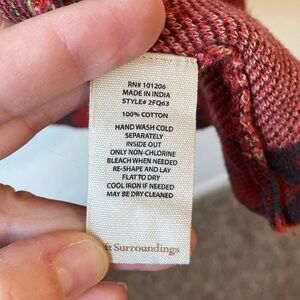 RN# 101206
MADE IN INDIA
STYLE# 2FQ63
100% COTTON
HAND WASH COLD
SEPARATELY
INSIDE OUT
ONLY NON-CHLORINE
BLEACH WHEN NEEDED
RE-SHAPE AND LAY
FLAT TO DRY
COOL IRON IF NEEDED
MAY BE DRY CLEANED
ft Surroundings